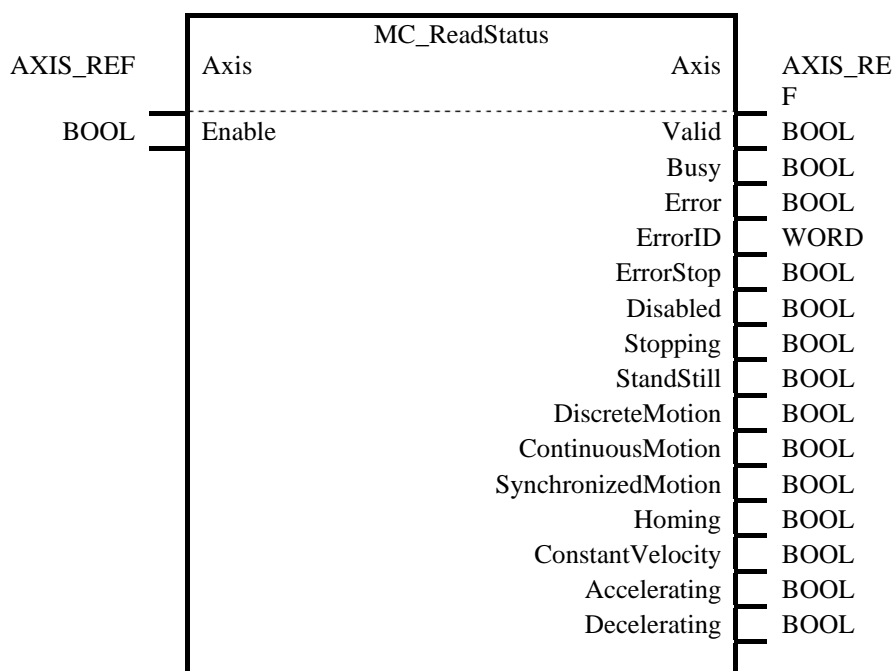 MC_ReadStatus
AXIS_REF Axis Axis AXIS_RE
F
BOOL Enable Valid BOOL
Busy BOOL
Error BOOL
ErrorID WORD
ErrorStop BOOL
Disabled BOOL
Stopping BOOL
StandStill BOOL
DiscreteMotion BOOL
ContinuousMotion BOOL
SynchronizedMotion BOOL
Homing BOOL
ConstantVelocity BOOL
Accelerating BOOL
Decelerating BOOL